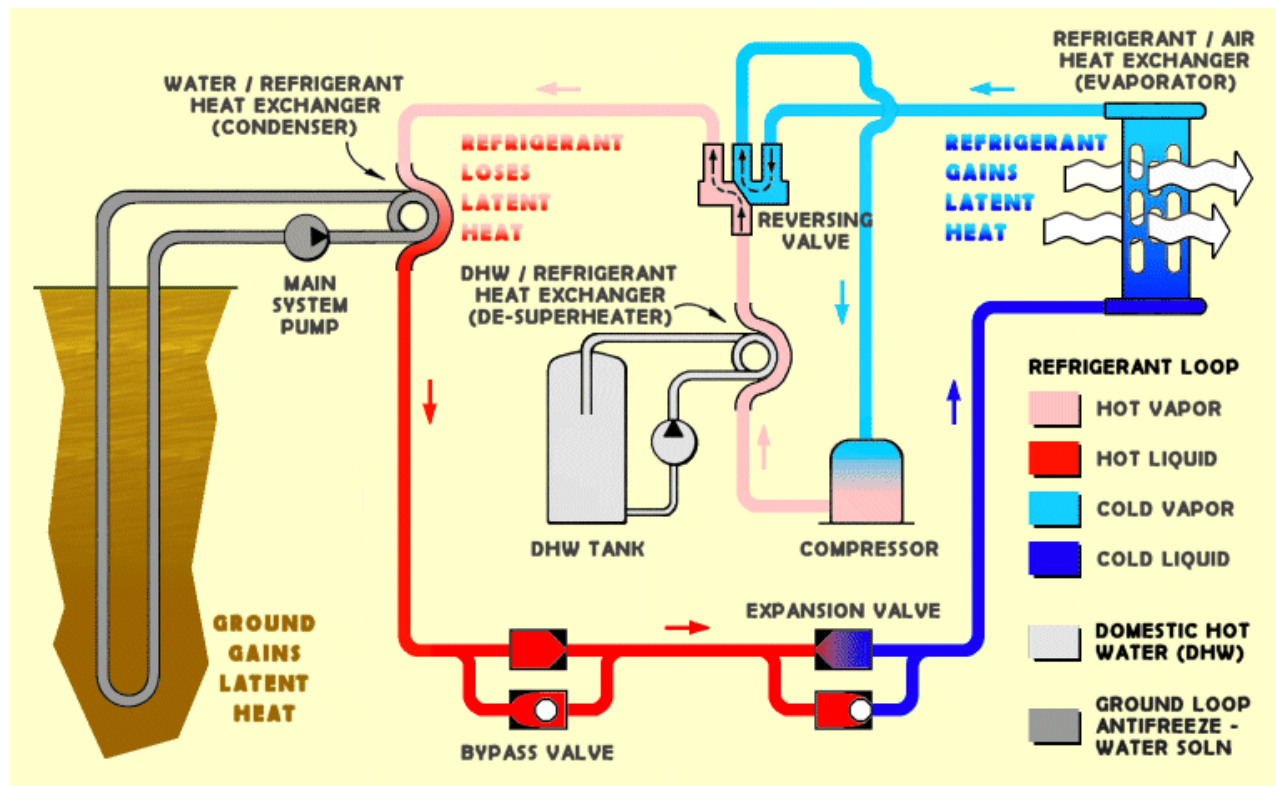 WATER / REFRIGERANT
HEAT EXCHANGER
(CONDENSER)
REFRIGERANT / AIR
HEAT EXCHANGER
(EVAPORATOR)
REFRIGERANT
LOSES
LATENT
HEAT
REFRIGERANT
GAINS
LATENT
HEAT
REVERSING
VALVE
MAIN
SYSTEM
PUMP
DHW / REFRIGERANT
HEAT EXCHANGER
(DE-SUPERHEATER)
DHW TANK
COMPRESSOR
GROUND
GAINS
LATENT
HEAT
EXPANSION VALVE
BYPASS VALVE
REFRIGERANT LOOP
HOT VAPOR
HOT LIQUID
COLD VAPOR
COLD LIQUID
DOMESTIC HOT
WATER (DHW)
GROUND LOOP
ANTIFREEZE -
WATER SOLN